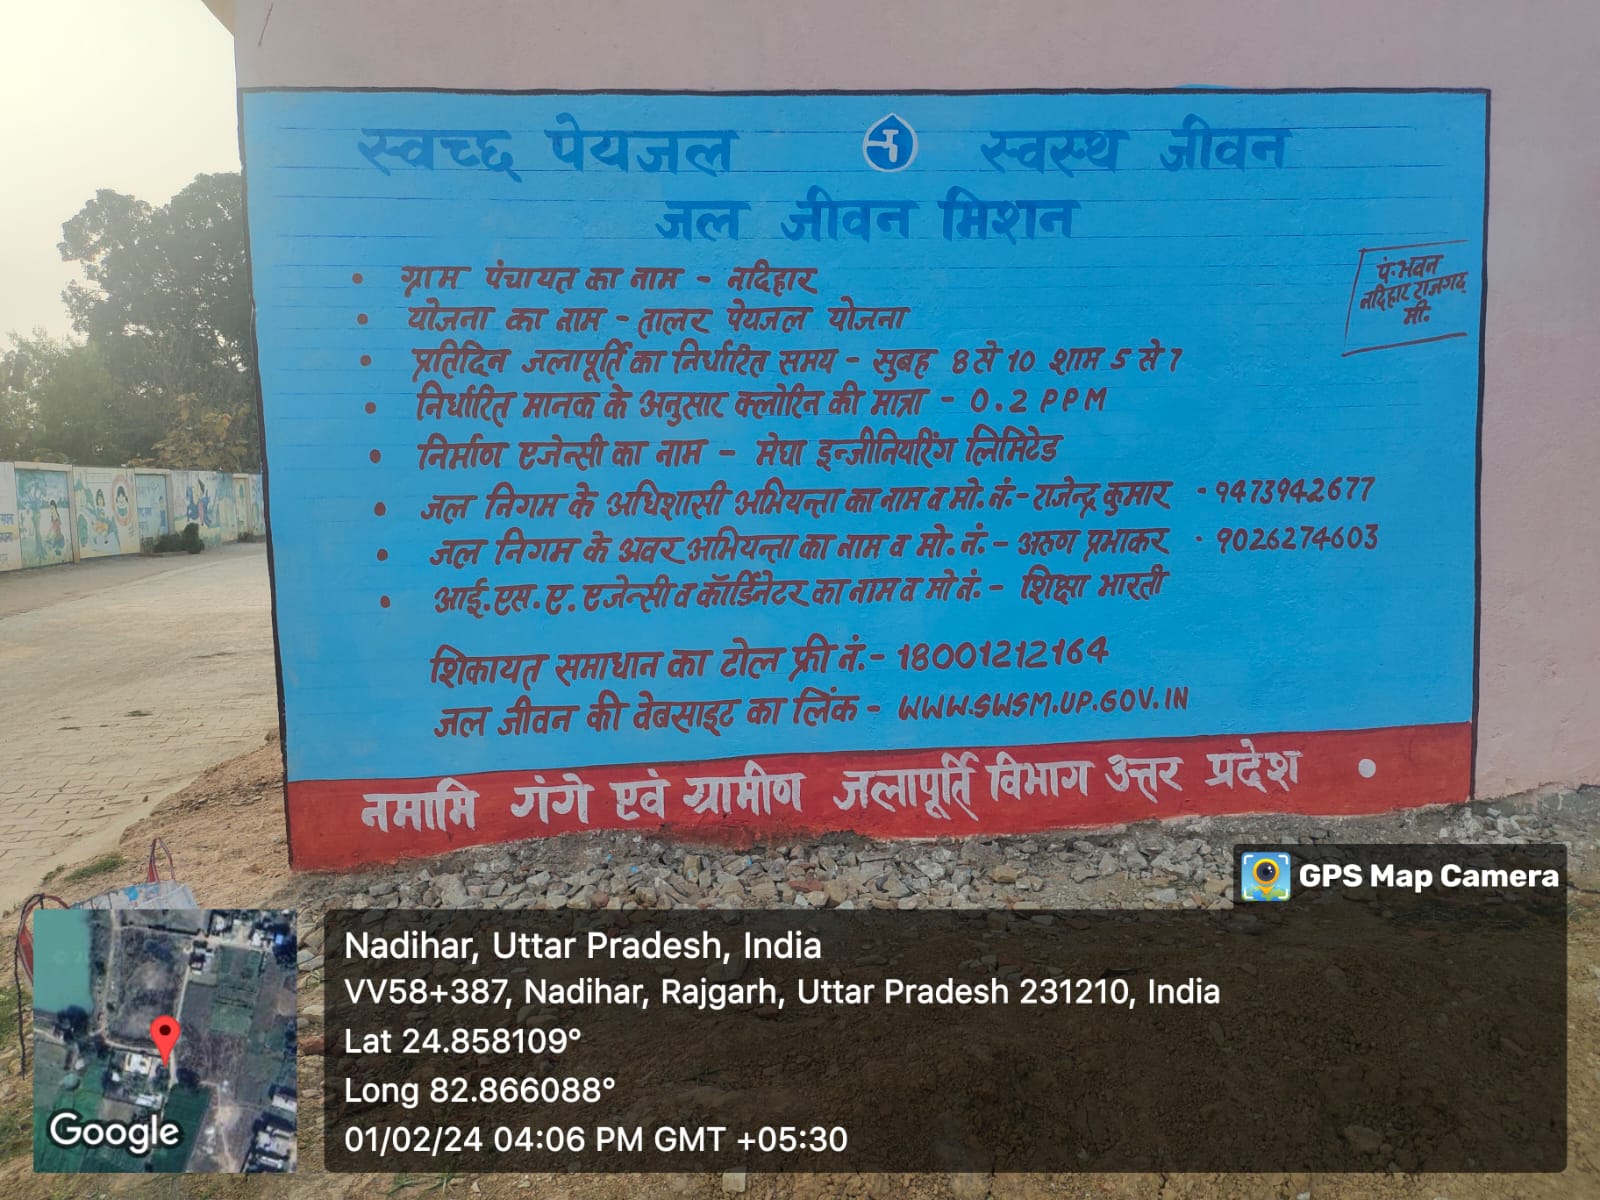 स्वच्छ पेयजल स्वस्थ जीवन
जल जीवन मिशन
• ग्राम पंचायत का नाम - नदिहार
• योजना का नाम - तालर पेयजल योजना
• प्रतिदिन जलापूर्ति का निर्धारित समय - सुबह 8 से 10 शाम 5 से 7
• निर्धारित मानक के अनुसार क्लोरिन की मात्रा - 0.2 PPM
• निर्माण एजेन्सी का नाम - मेघा इन्जीनियरिंग लिमिटेड
• जल निगम के अधिशासी अभियन्ता का नाम व मो. नं.- राजेन्द्र कुमार - 9473942677
• जल निगम के अवर अभियन्ता का नाम व मो. नं.- अरुण प्रभाकर - 9026274603
• आई.एस.ए. एजेन्सी व कॉर्डिनेटर का नाम व मो नं.- शिक्षा भारती
शिकायत समाधान का टोल फ्री नं.- 18001212164
जल जीवन की वेबसाइट का लिंक - WWW.SWSM.UP.GOV.IN
नमामि गंगे एवं ग्रामीण जलापूर्ति विभाग उत्तर प्रदेश
पं.भवन
नदिहार राजगढ़
मी.
GPS Map Camera
Nadihar, Uttar Pradesh, India
VV58+387, Nadihar, Rajgarh, Uttar Pradesh 231210, India
Lat 24.858109°
Long 82.866088°
01/02/24 04:06 PM GMT +05:30
Google